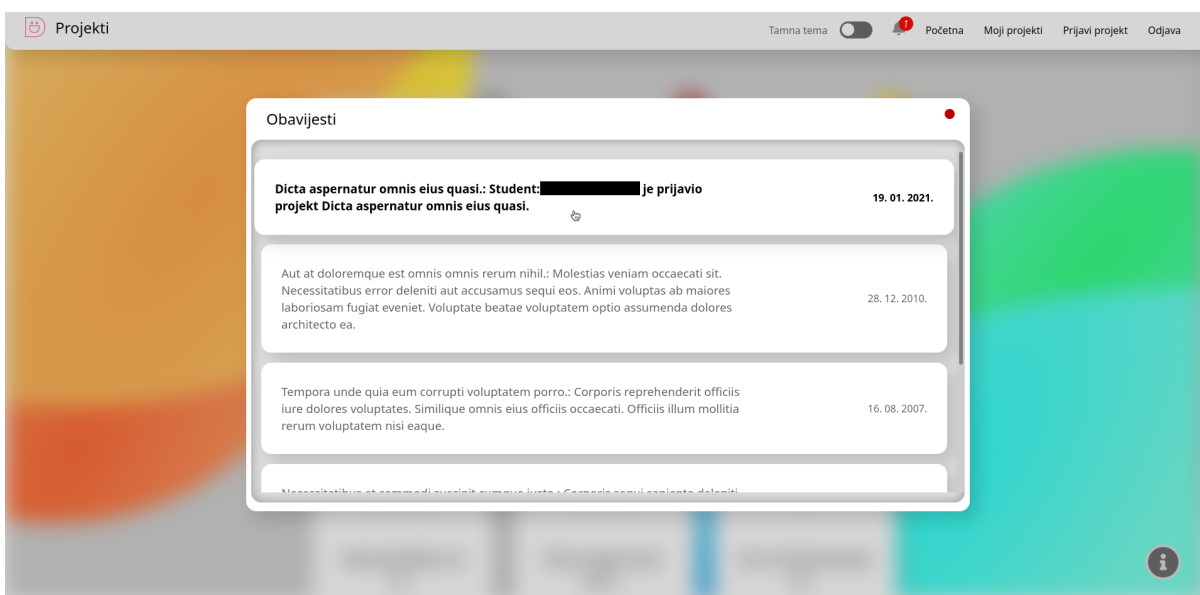 Projekti
Tamna tema
1
Početna
Moji projekti
Prijavi projekt
Odjava
Obavijesti
Dicta aspernatur omnis eius quasi.: Student: je prijavio
projekt Dicta aspernatur omnis eius quasi.
19. 01. 2021.
Aut at doloremque est omnis omnis rerum nihil.: Molestias veniam occaecati sit.
Necessitatibus error deleniti aut accusamus sequi eos. Animi voluptas ab maiores
laboriosam fugiat eveniet. Voluptate beatae voluptatem optio assumenda dolores
architecto ea.
28. 12. 2010.
Tempora unde quia eum corrupti voluptatem porro.: Corporis reprehenderit officiis
iure dolores voluptates. Similique omnis eius officiis occaecati. Officiis illum mollitia
rerum voluptatem nisi eaque.
16. 08. 2007.